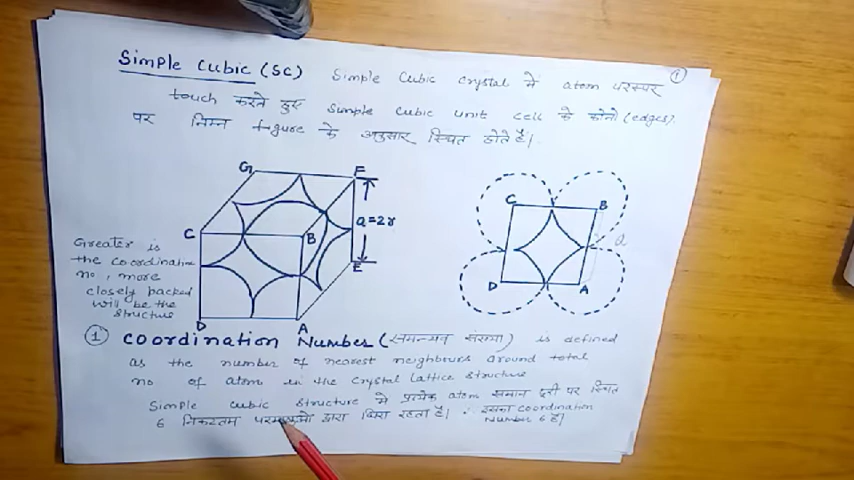 Simple Cubic (SC) Simple Cubic crystal में atom परस्पर
1
touch करते हुए simple cubic unit cell के कोनो (edges)
पर निम्न figure के अनुसार स्थित होते हैं।
G F
C B
a=2r
E
D A
C B
a
D A
Greater is
the coordination
no, more
closely packed
will be the
structure
1 Coordination Number (समन्वयन संख्या) is defined
as the number of nearest neighbours around total
no of atom in the crystal lattice structure
Simple cubic structure मे प्रत्येक atom समान दूरी पर स्थित
6 निकटतम द्वारा घिरा रहता है। ∴ इसका coordination
Number 6 है।